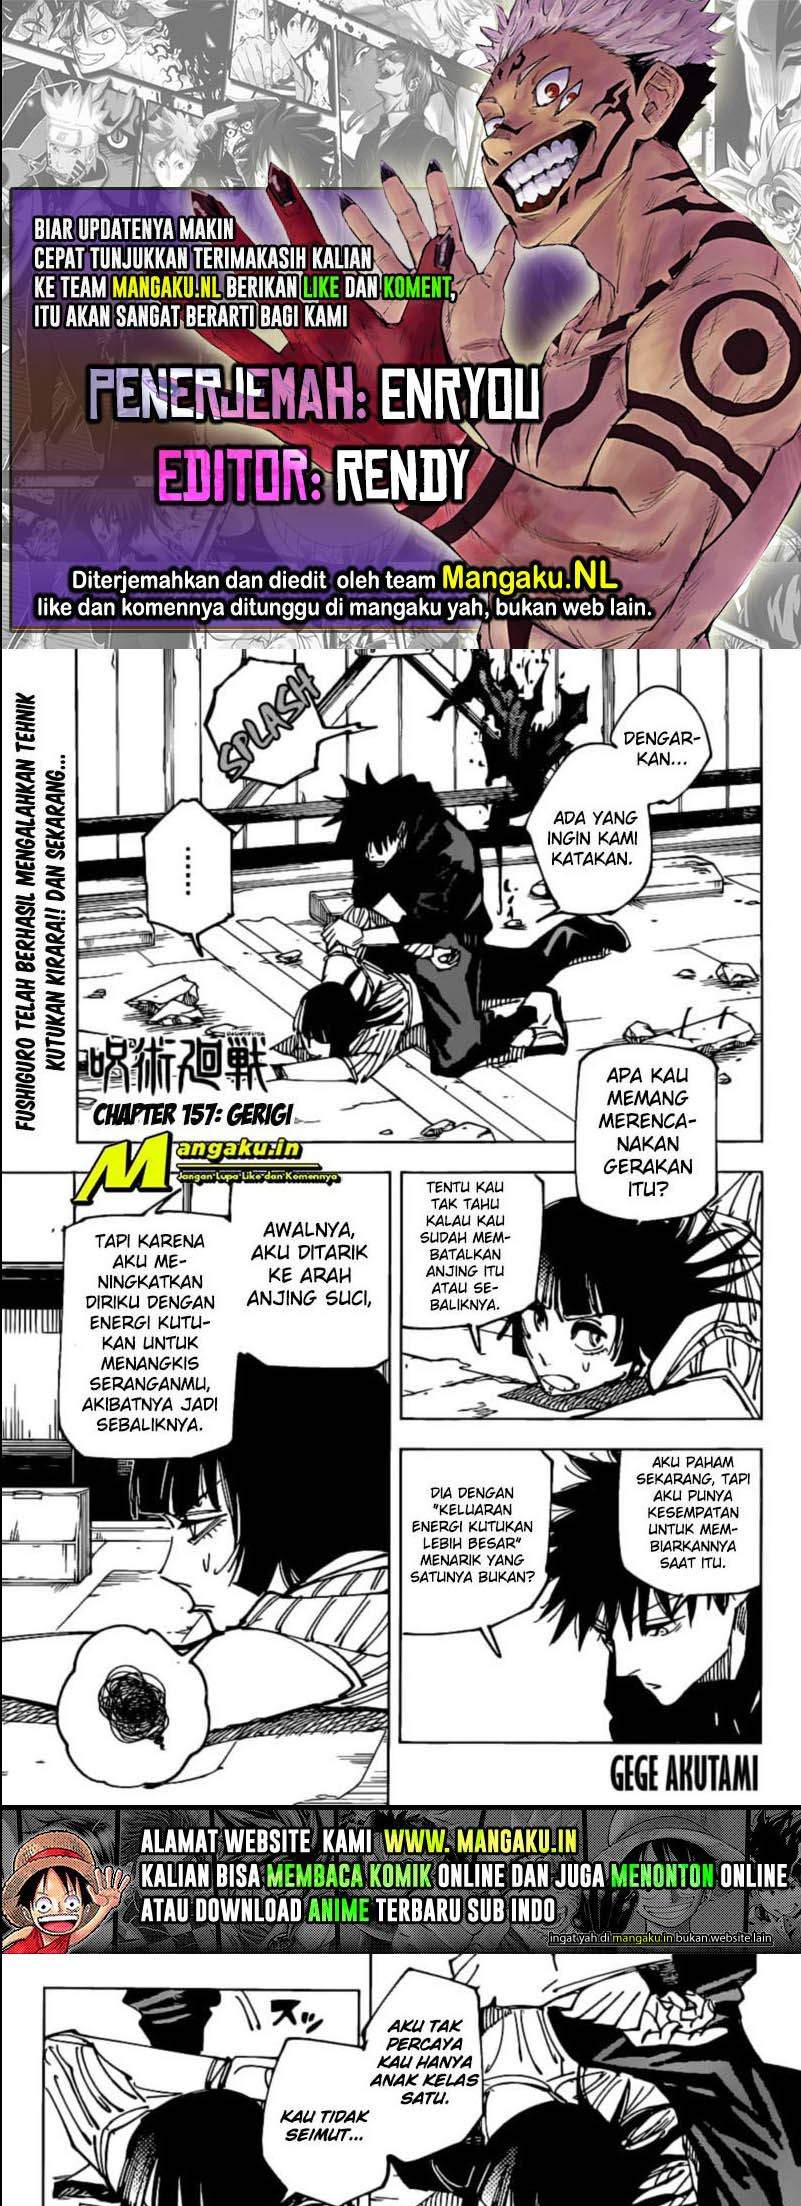 BIAR UPDATENYA MAKIN
CEPAT TUNJUKKAN TERIMAKASIH KALIAN
KE TEAM MANGAKU.NL BERIKAN LIKE DAN KOMENT,
ITU AKAN SANGAT BERARTI BAGI KAMI
PENERJEMAH: ENRYOU
EDITOR: RENDY
Diterjemahkan dan diedit oleh team Mangaku.NL
like dan komennya ditunggu di mangaku yah, bukan web lain.
FUSHIGURO TELAH BERHASIL MENGALAHKAN TEHNIK
KUTUKAN KIRARA!! DAN SEKARANG...
SPLASH
DENGAR-
KAN...
ADA YANG
INGIN KAMI
KATAKAN.
......
呪術廻戦
CHAPTER 157: GERIGI
Mangaku.in
Jangan Lupa Like dan Komennya
APA KAU
MEMANG
MERENCA-
NAKAN
GERAKAN
ITU?
TENTU KAU
TAK TAHU
KALAU KAU
SUDAH MEM-
BATALKAN
ANJING ITU
ATAU SE-
BALIKNYA.
AWALNYA,
AKU DITARIK
KE ARAH
ANJING SUCI,
TAPI KARENA
AKU ME-
NINGKATKAN
DIRIKU DENGAN
ENERGI KUTU-
KAN UNTUK
MENANGKIS
SERANGANMU,
AKIBATNYA JADI
SEBALIKNYA.
AKU PAHAM
SEKARANG, TAPI
AKU PUNYA
KESEMPATAN
UNTUK MEM-
BIARKANNYA
SAAT ITU.
DIA DENGAN
"KELUARAN
ENERGI KUTUKAN
LEBIH BESAR"
MENARIK YANG
SATUNYA BUKAN?
GEGE AKUTAMI
ALAMAT WEBSITE KAMI WWW. MANGAKU.IN
KALIAN BISA MEMBACA KOMIK ONLINE DAN JUGA MENONTON ONLINE
ATAU DOWNLOAD ANIME TERBARU SUB INDO
ingat yah di mangaku.in bukan website lain
スッ
AKU TAK
PERCAYA
KAU HANYA
ANAK KELAS
SATU.
KAU TIDAK
SEIMUT...